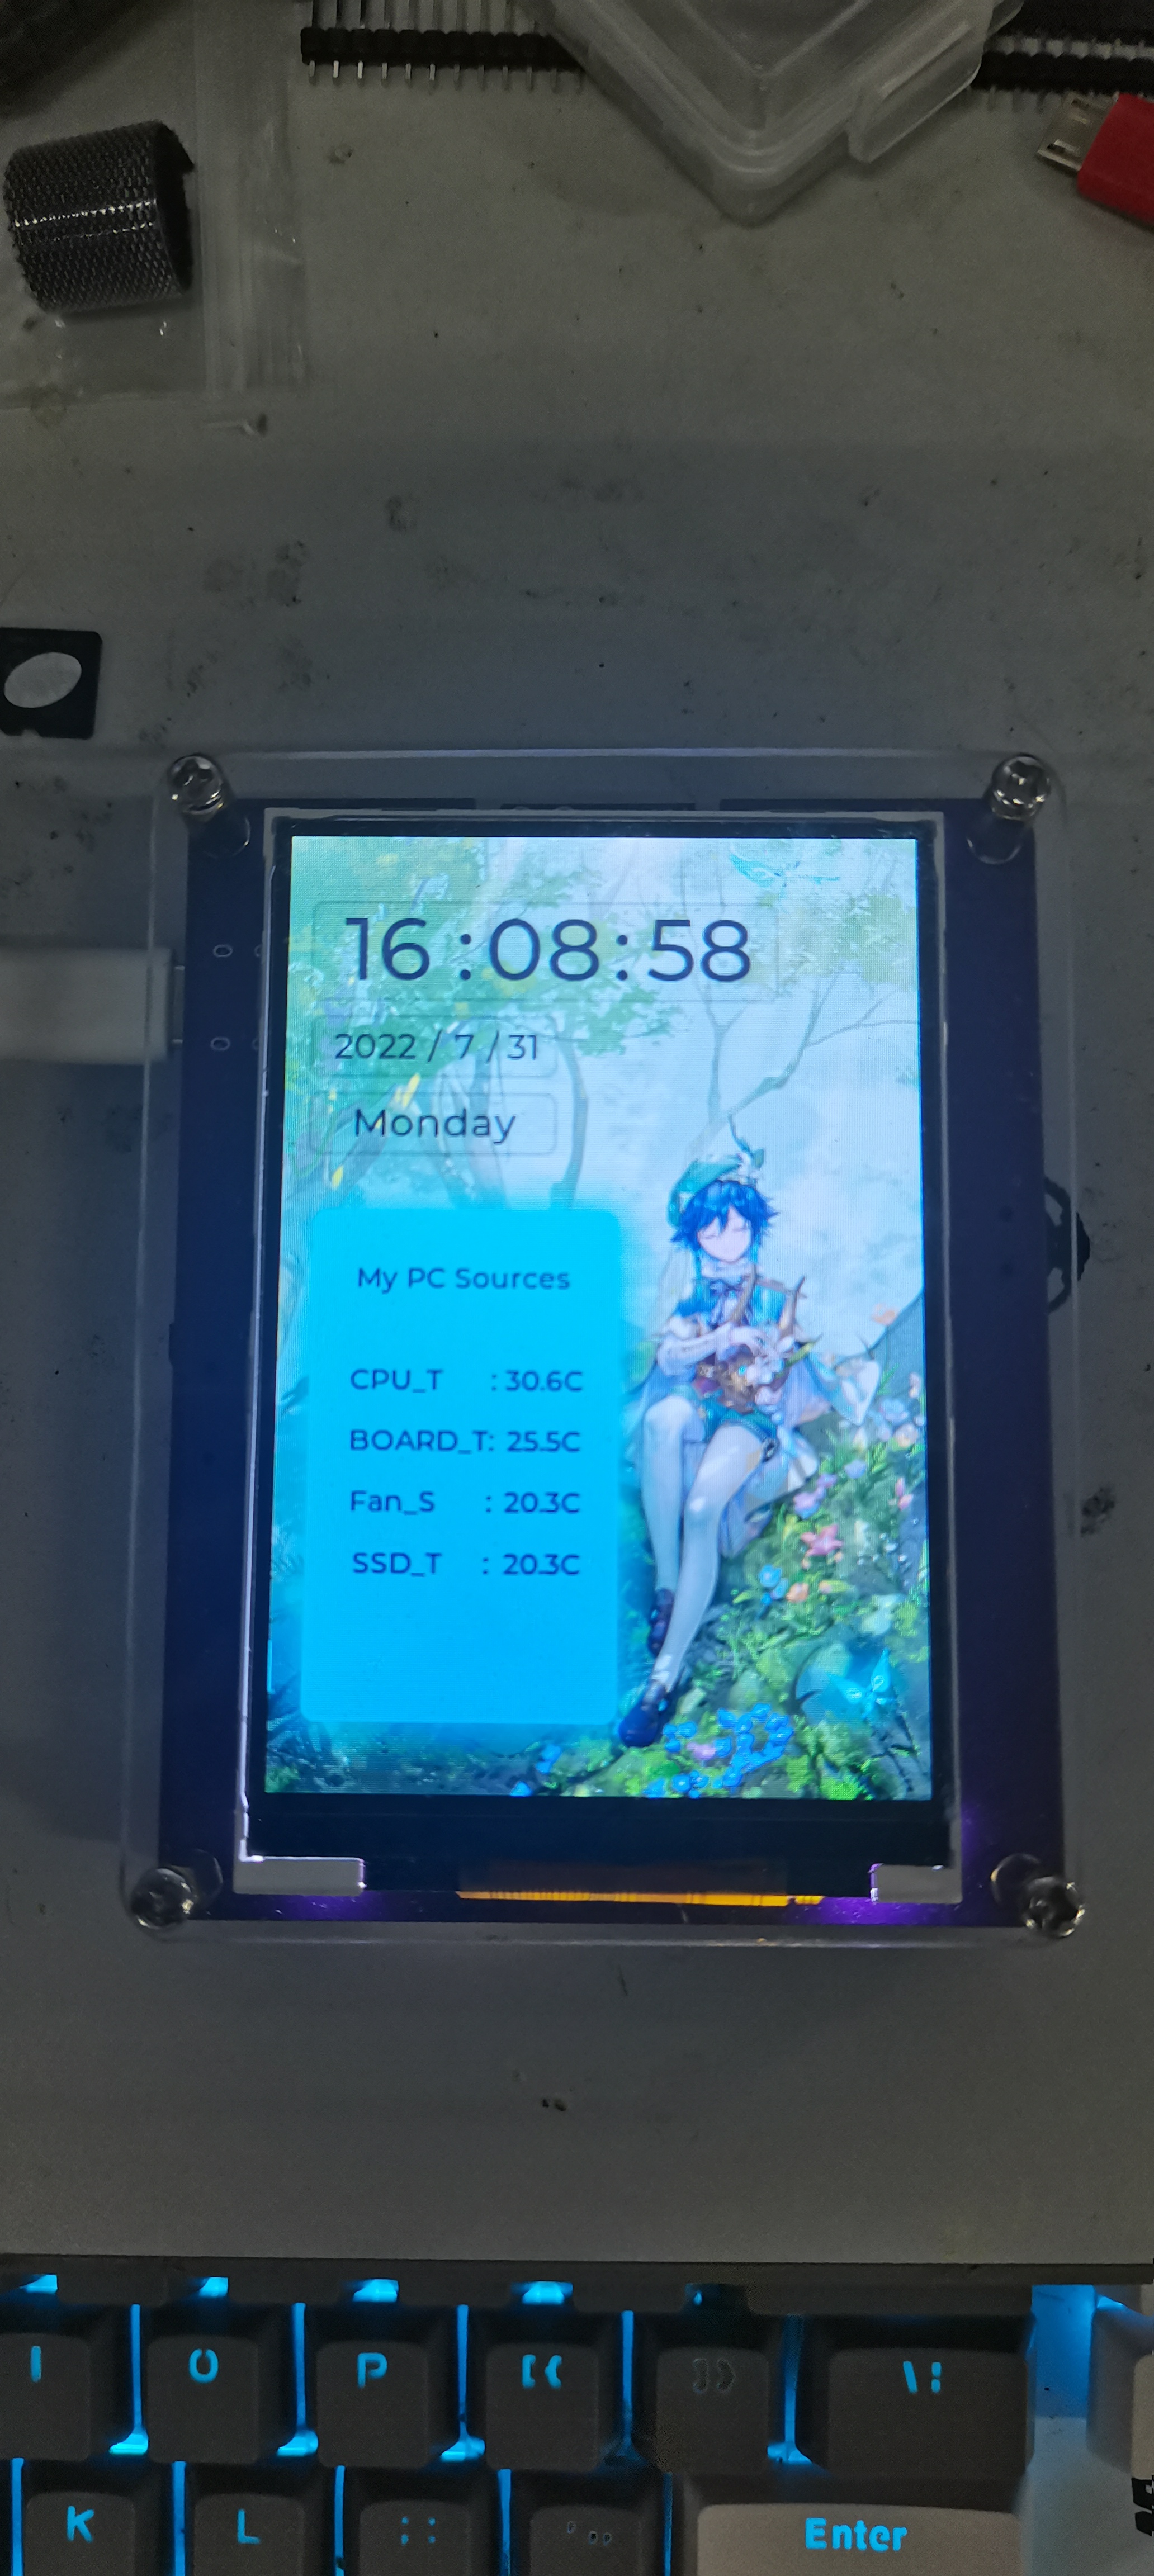 16:08:58
2022 / 7 / 31
Monday
My PC Sources
CPU_T : 30.6C
BOARD_T: 25.5C
Fan_S : 20.3C
SSD_T : 20.3C
I O P [{ ]} \|
K L :; "'
Enter